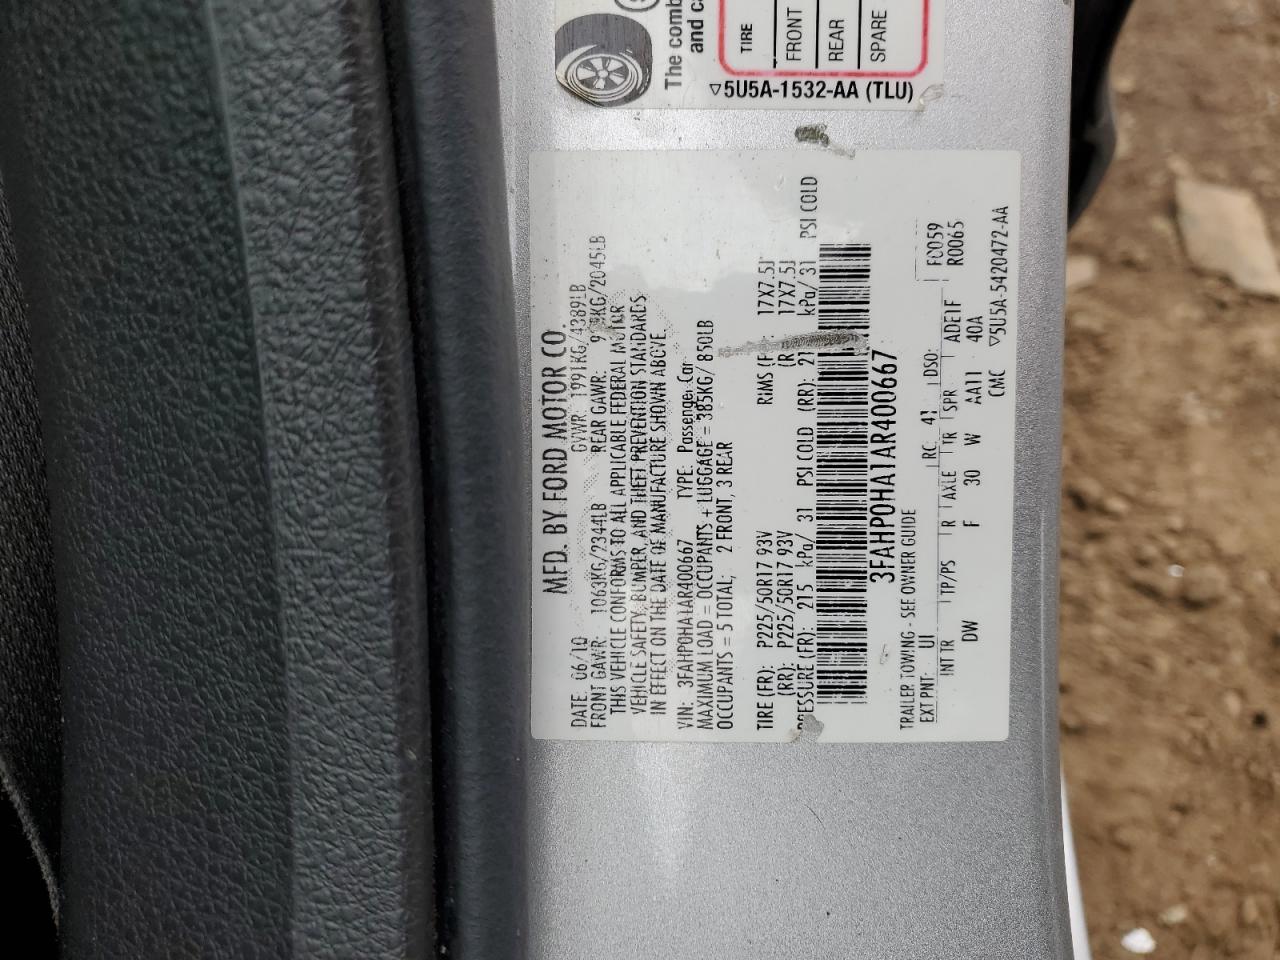 The comb
and ca
TIRE
FRONT
REAR
SPARE
▽5U5A-1532-AA (TLU)
MFD. BY FORD MOTOR CO.
DATE: 06/10 GVWR: 1991KG/4389LB
FRONT GAWR: 1063KG/2344LB REAR GAWR: KG/2045LB
THIS VEHICLE CONFORMS TO ALL APPLICABLE FEDERAL MOTOR
VEHICLE SAFETY, BUMPER, AND THEFT PREVENTION STANDARDS
IN EFFECT ON THE DATE OF MANUFACTURE SHOWN ABOVE.
VIN: 3FAHP0HA1AR400667 TYPE: Passenger Car
MAXIMUM LOAD = OCCUPANTS + LUGGAGE = 385KG/ 850LB
OCCUPANTS = 5 TOTAL, 2 FRONT, 3 REAR
TIRE (FR): P225/50R17 93V RIMS 17X7.5J
(RR): P225/50R17 93V 17X7.5J
PRESSURE (FR): 215 kPa/ 31 PSI COLD (RR): kPa/ 31 PSI COLD
3FAHP0HA1AR400667
TRAILER TOWING - SEE OWNER GUIDE
EXT PNT: UI RC: 41 DSO: F0059
R0065
INT TR TP/PS R AXLE TR SPR ADEIF
DW F 30 W AA11 40A
CMC ▽5U5A-5420472-AA